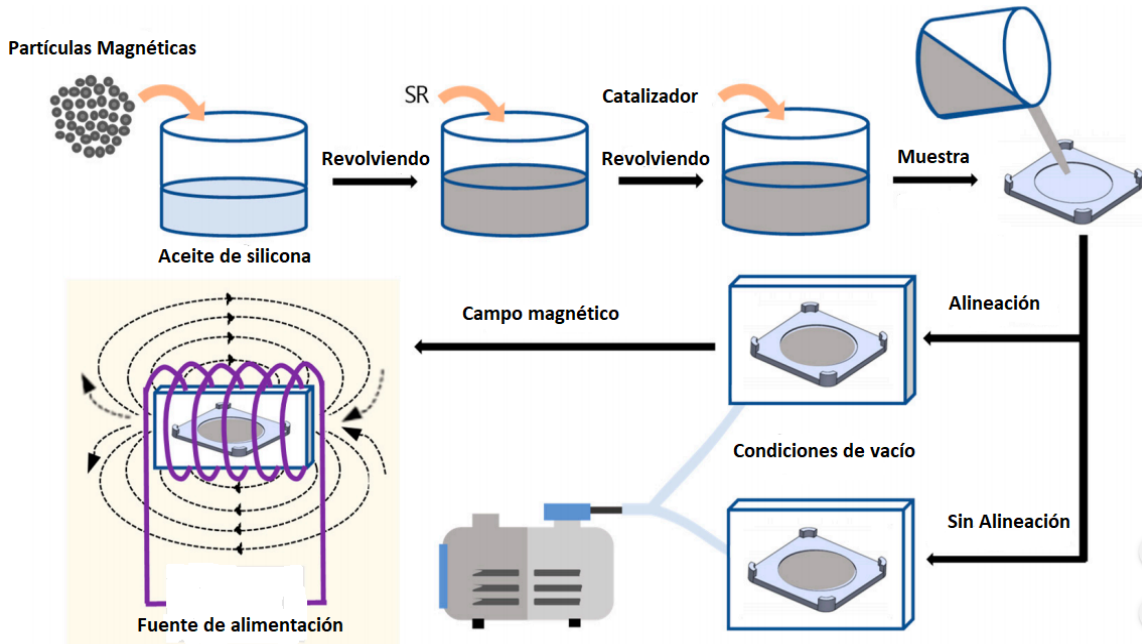 Partículas Magnéticas
SR
Catalizador
Revolviendo
Revolviendo
Muestra
Aceite de silicona
Campo magnético
Alineación
Condiciones de vacío
Sin Alineación
Fuente de alimentación